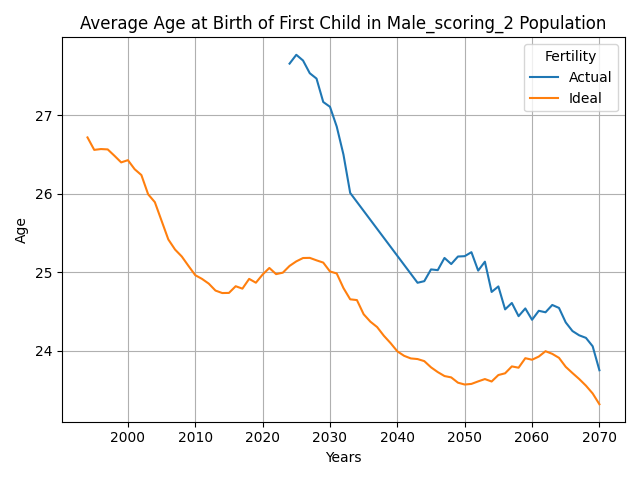 Average Age at Birth of First Child in Male_scoring_2 Population
Fertility
Actual
Ideal
27
26
25
24
Age
2000 2010 2020 2030 2040 2050 2060 2070
Years